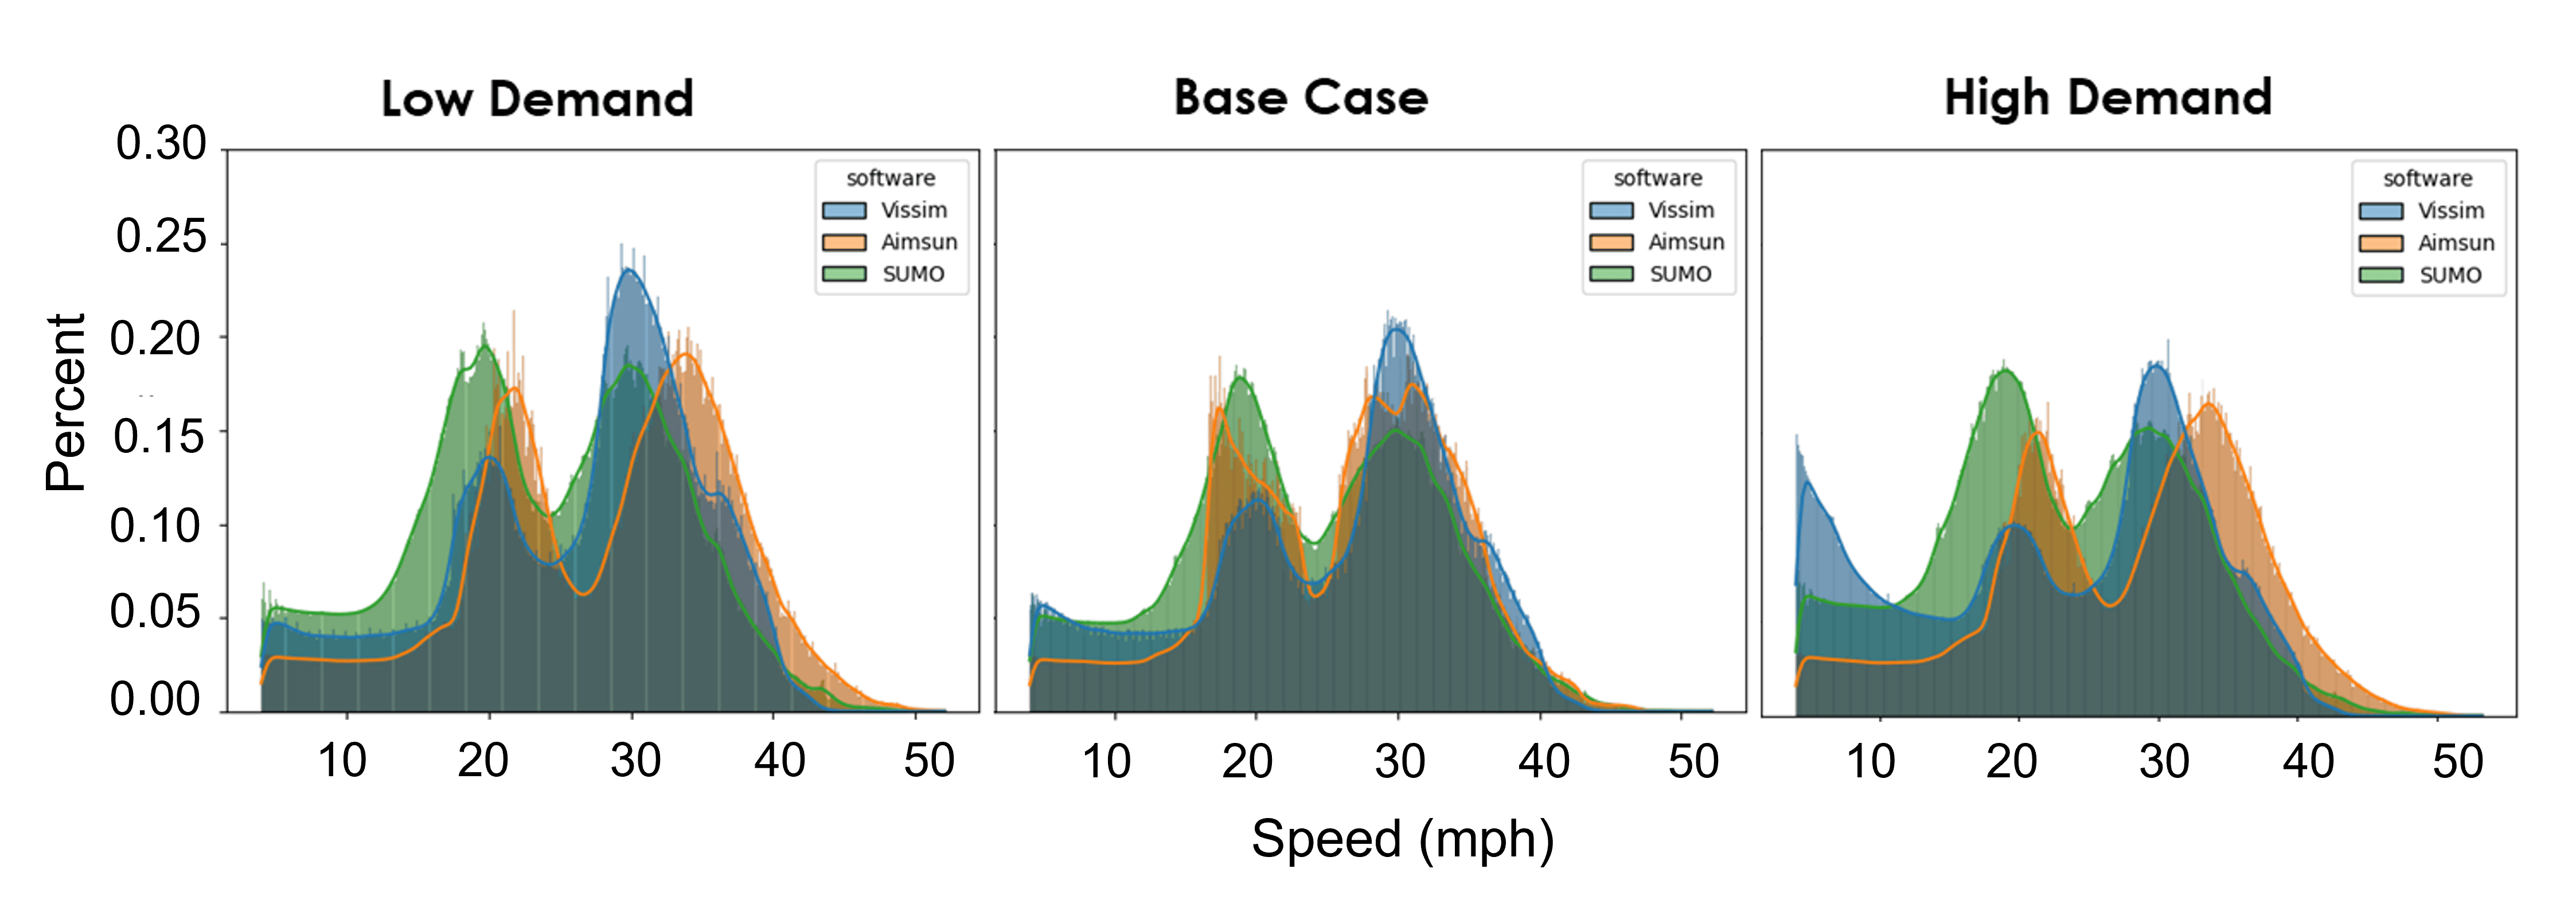 Low Demand
Base Case
High Demand
Percent
0.30
0.25
0.20
0.15
0.10
0.05
0.00
software
Vissim
Aimsun
SUMO
10 20 30 40 50
software
Vissim
Aimsun
SUMO
10 20 30 40 50
software
Vissim
Aimsun
SUMO
10 20 30 40 50
Speed (mph)